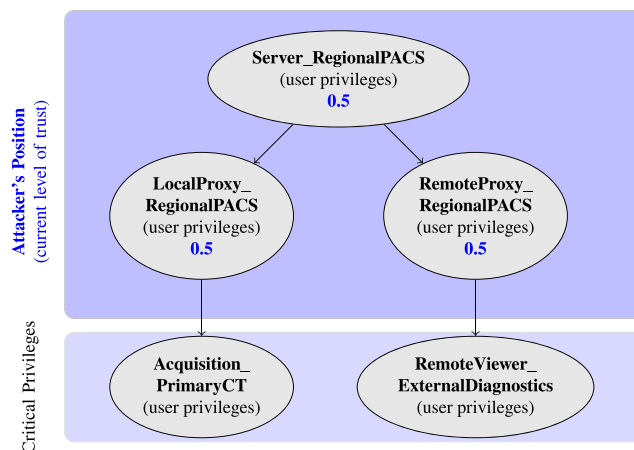 Server_RegionalPACS
(user privileges)
0.5
Attacker's Position
(current level of trust)
LocalProxy_
RegionalPACS
(user privileges)
0.5
RemoteProxy_
RegionalPACS
(user privileges)
0.5
Critical Privileges
Acquisition_
PrimaryCT
(user privileges)
RemoteViewer_
ExternalDiagnostics
(user privileges)